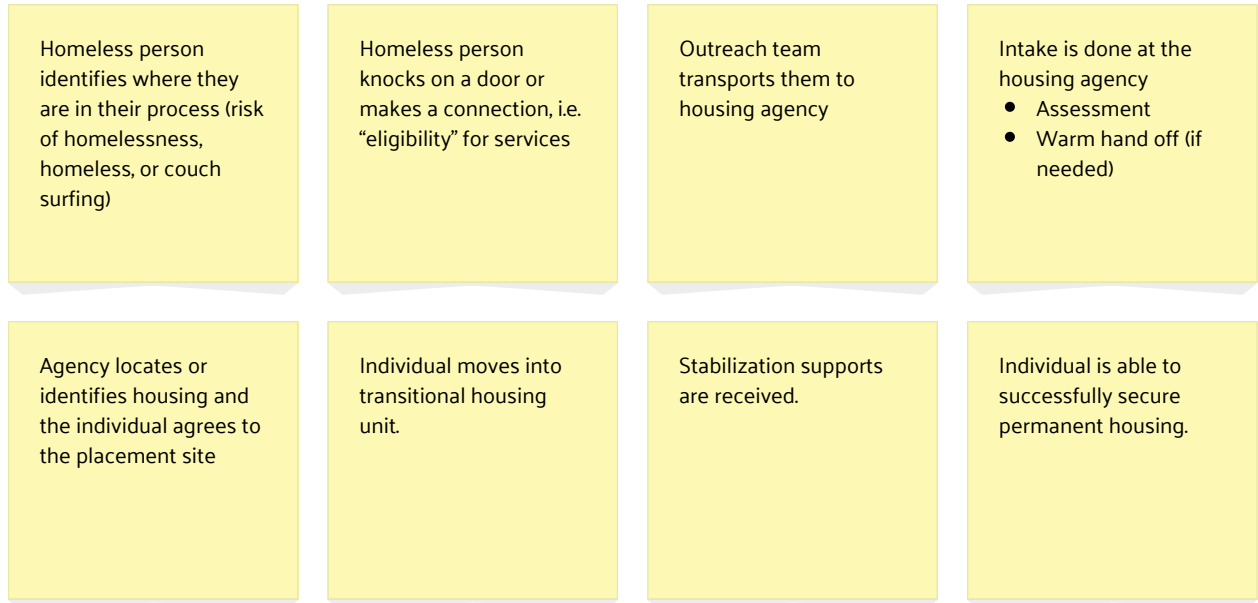 Homeless person
identifies where they
are in their process (risk
of homelessness,
homeless, or couch
surfing)
Homeless person
knocks on a door or
makes a connection, i.e.
“eligibility” for services
Outreach team
transports them to
housing agency
Intake is done at the
housing agency
● Assessment
● Warm hand off (if
needed)
Agency locates or
identifies housing and
the individual agrees to
the placement site
Individual moves into
transitional housing
unit.
Stabilization supports
are received.
Individual is able to
successfully secure
permanent housing.